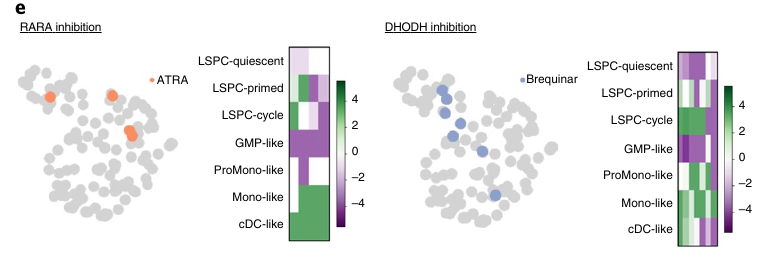 e
RARA inhibition
ATRA
LSPC-quiescent
LSPC-primed
LSPC-cycle
GMP-like
ProMono-like
Mono-like
cDC-like
4
2
0
−2
−4
DHODH inhibition
Brequinar
LSPC-quiescent
LSPC-primed
LSPC-cycle
GMP-like
ProMono-like
Mono-like
cDC-like
4
2
0
−2
−4